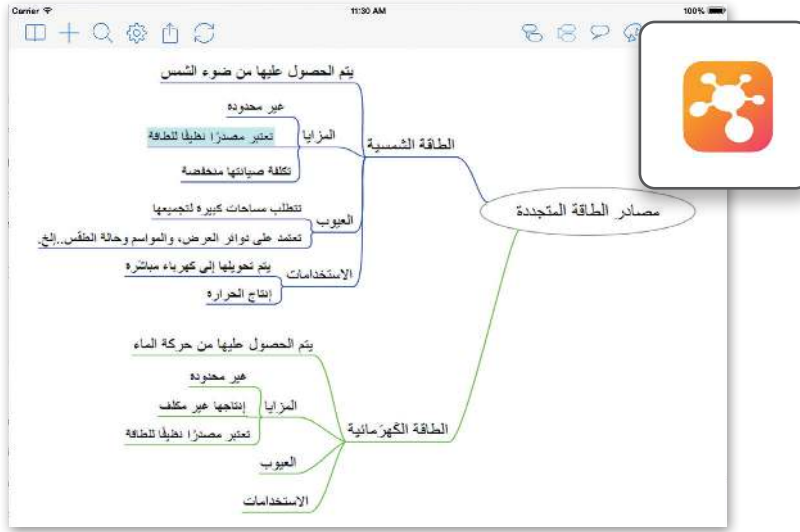 Carrier
11:30 AM
100%
مصادر الطاقة المتجددة
الطاقة الشمسية
يتم الحصول عليها من ضوء الشمس
المزايا
غير محدودة
تعتبر مصدرًا نظيفًا للطاقة
تكلفة صيانتها منخفضة
العيوب
تتطلب مساحات كبيرة لتجميعها
تعتمد على دوائر العرض، والمواسم وحالة الطقس..إلخ.
الاستخدامات
يتم تحويلها إلى كهرباء مباشرة
إنتاج الحرارة
الطاقة الكَهرُمائية
يتم الحصول عليها من حركة الماء
المزايا
غير محدودة
إنتاجها غير مكلف
تعتبر مصدرًا نظيفًا للطاقة
العيوب
الاستخدامات